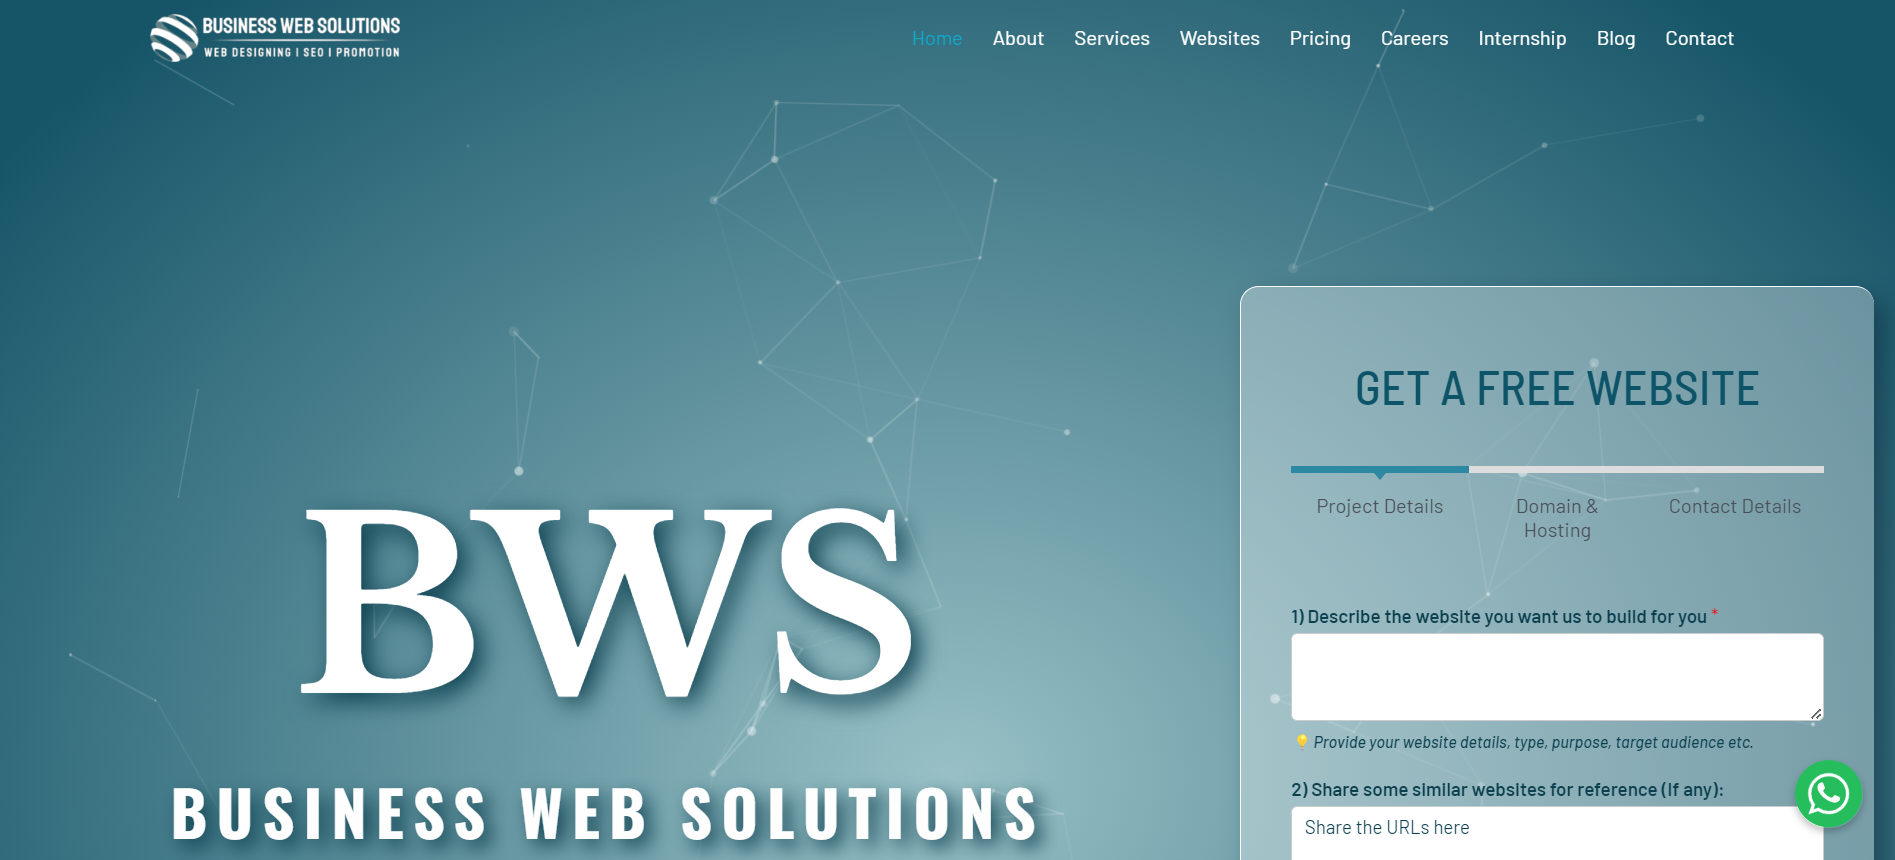 BUSINESS WEB SOLUTIONS
WEB DESIGNING | SEO | PROMOTION
Home About Services Websites Pricing Careers Internship Blog Contact
BWS
BUSINESS WEB SOLUTIONS
GET A FREE WEBSITE
Project Details
Domain &
Hosting
Contact Details
1) Describe the website you want us to build for you *
💡 Provide your website details, type, purpose, target audience etc.
2) Share some similar websites for reference (If any):
Share the URLs here